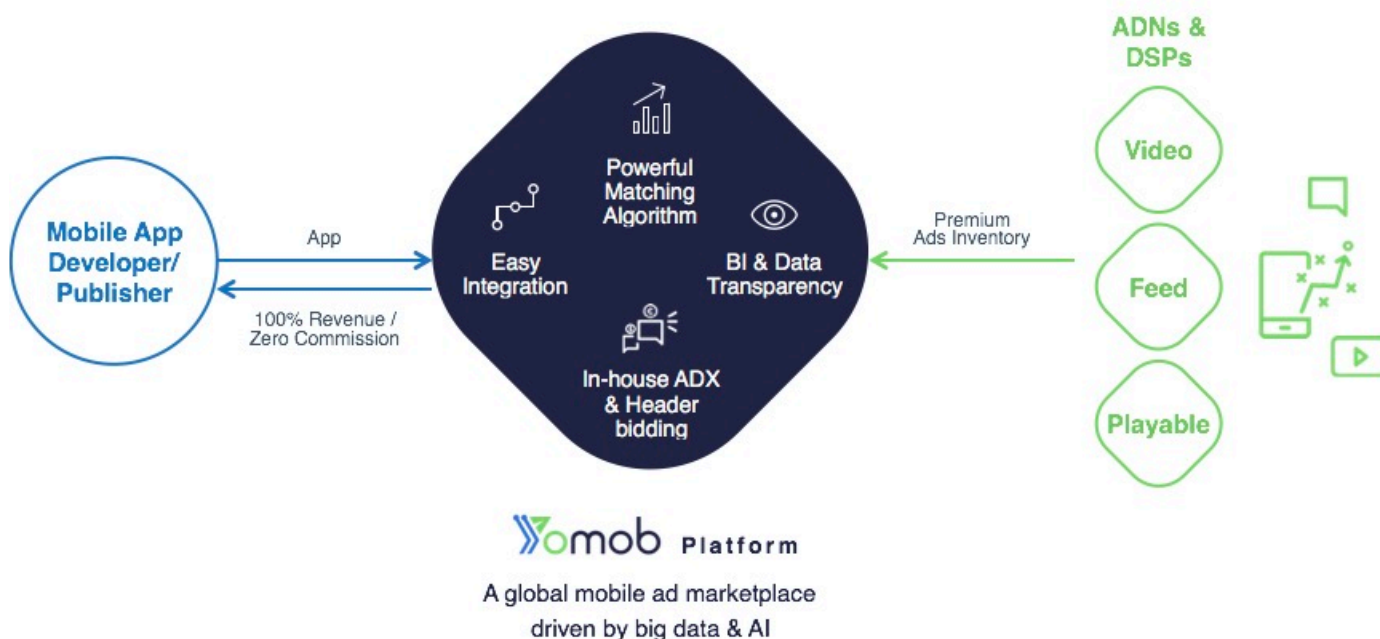 ADNs &
DSPs
Video
Feed
Playable
Mobile App
Developer/
Publisher
App
100% Revenue /
Zero Commission
Powerful
Matching
Algorithm
Easy
Integration
BI & Data
Transparency
In-house ADX
& Header
bidding
Premium
Ads Inventory
Yomob Platform
A global mobile ad marketplace
driven by big data & AI